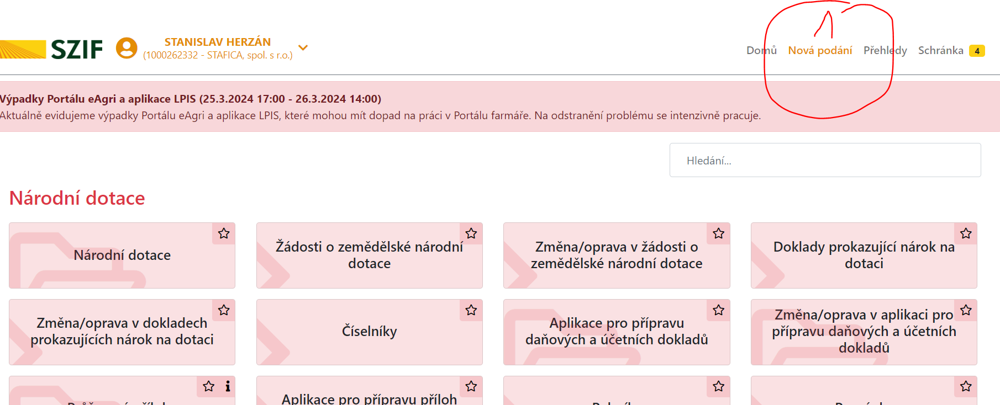 SZIF
STANISLAV HERZÁN
(1000262332 - STAFICA, spol. s r.o.)
1
Domů Nová podání Přehledy Schránka 4
Výpadky Portálu eAgri a aplikace LPIS (25.3.2024 17:00 - 26.3.2024 14:00)
Aktuálně evidujeme výpadky Portálu eAgri a aplikace LPIS, které mohou mít dopad na práci v Portálu farmáře. Na odstranění problému se intenzivně pracuje.
Hledání...
Národní dotace
Národní dotace
Žádosti o zemědělské národní
dotace
Změna/oprava v žádosti o
zemědělské národní dotace
Doklady prokazující nárok na
dotaci
Změna/oprava v dokladech
prokazujících nárok na dotaci
Číselníky
Aplikace pro přípravu
daňových a účetních dokladů
Změna/oprava v aplikaci pro
přípravu daňových a účetních
dokladů
Aplikace pro přípravu příloh